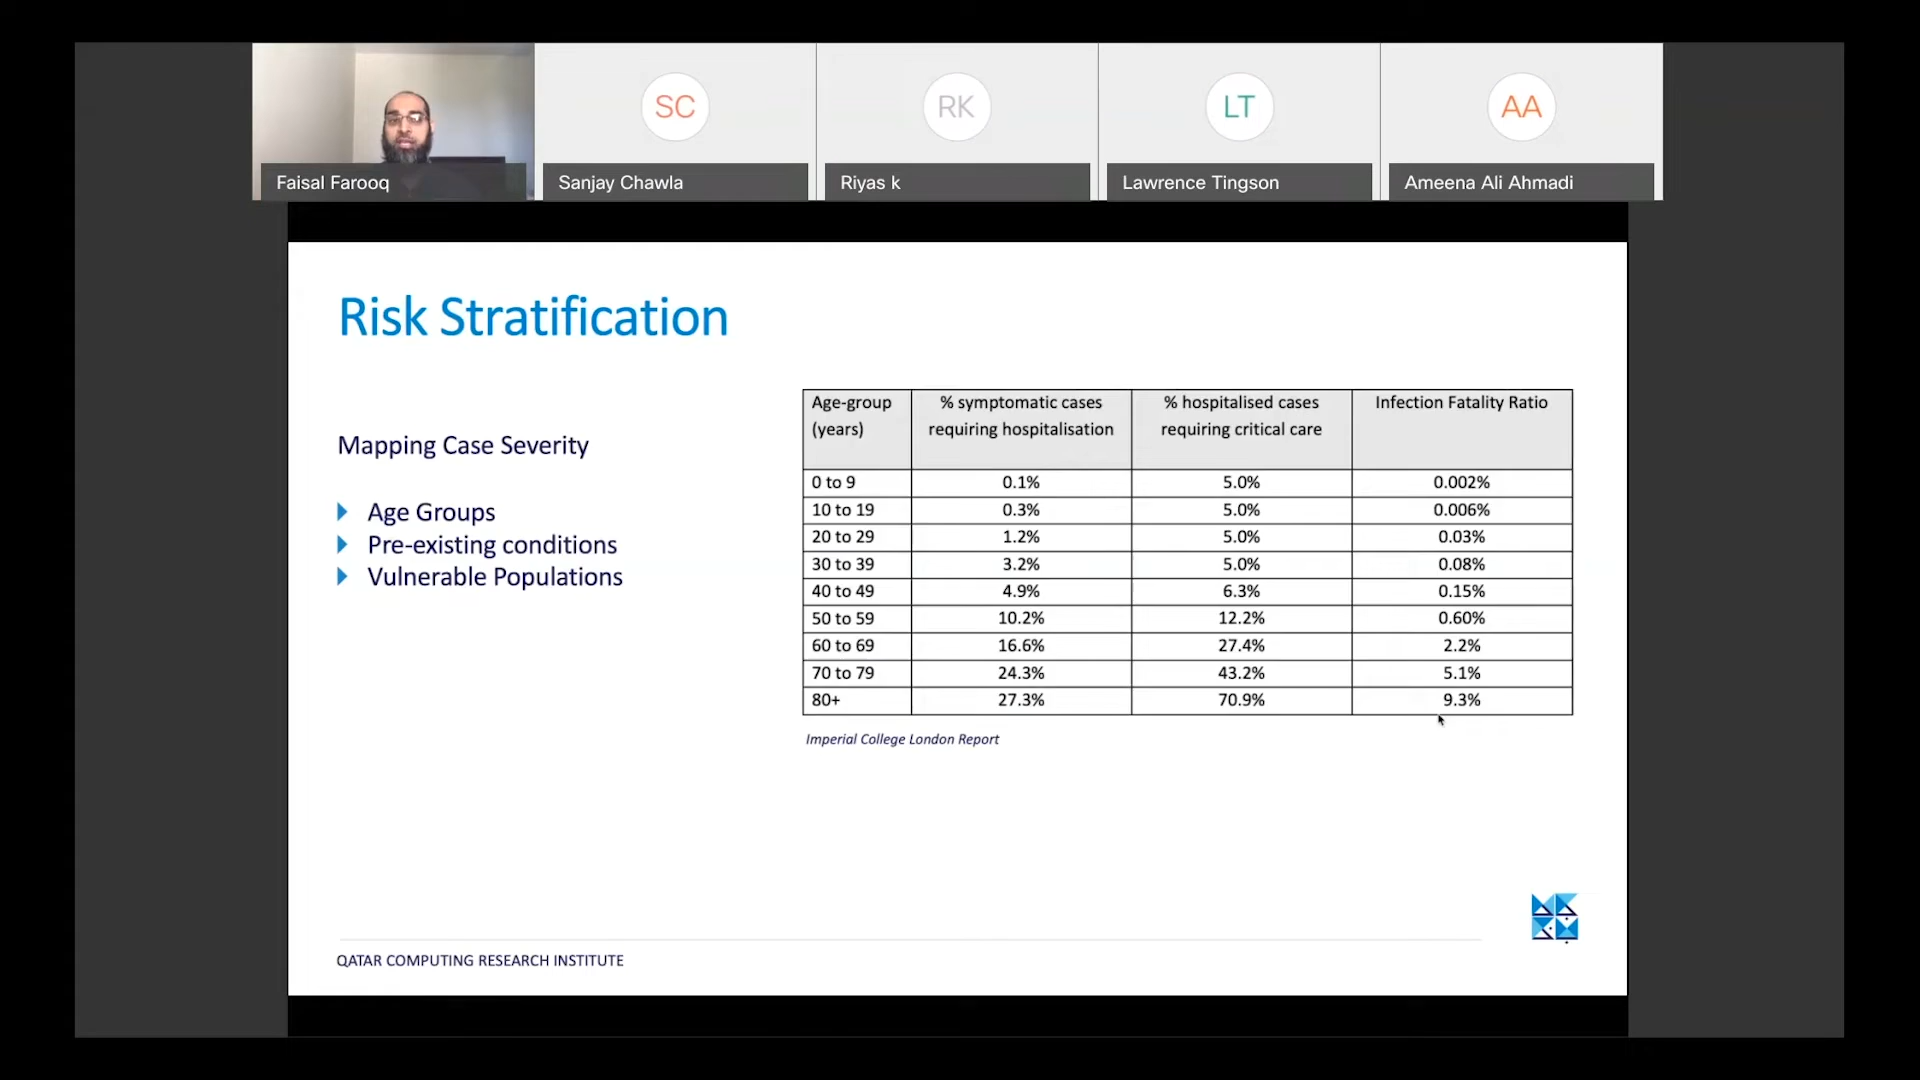 SC
RK
LT
AA
Faisal Farooq
Sanjay Chawla
Riyas k
Lawrence Tingson
Ameena Ali Ahmadi
Risk Stratification
Mapping Case Severity
Age Groups
Pre-existing conditions
Vulnerable Populations
Age-group (years) % symptomatic cases requiring hospitalisation % hospitalised cases requiring critical care Infection Fatality Ratio
0 to 9 0.1% 5.0% 0.002%
10 to 19 0.3% 5.0% 0.006%
20 to 29 1.2% 5.0% 0.03%
30 to 39 3.2% 5.0% 0.08%
40 to 49 4.9% 6.3% 0.15%
50 to 59 10.2% 12.2% 0.60%
60 to 69 16.6% 27.4% 2.2%
70 to 79 24.3% 43.2% 5.1%
80+ 27.3% 70.9% 9.3%
Imperial College London Report
QATAR COMPUTING RESEARCH INSTITUTE